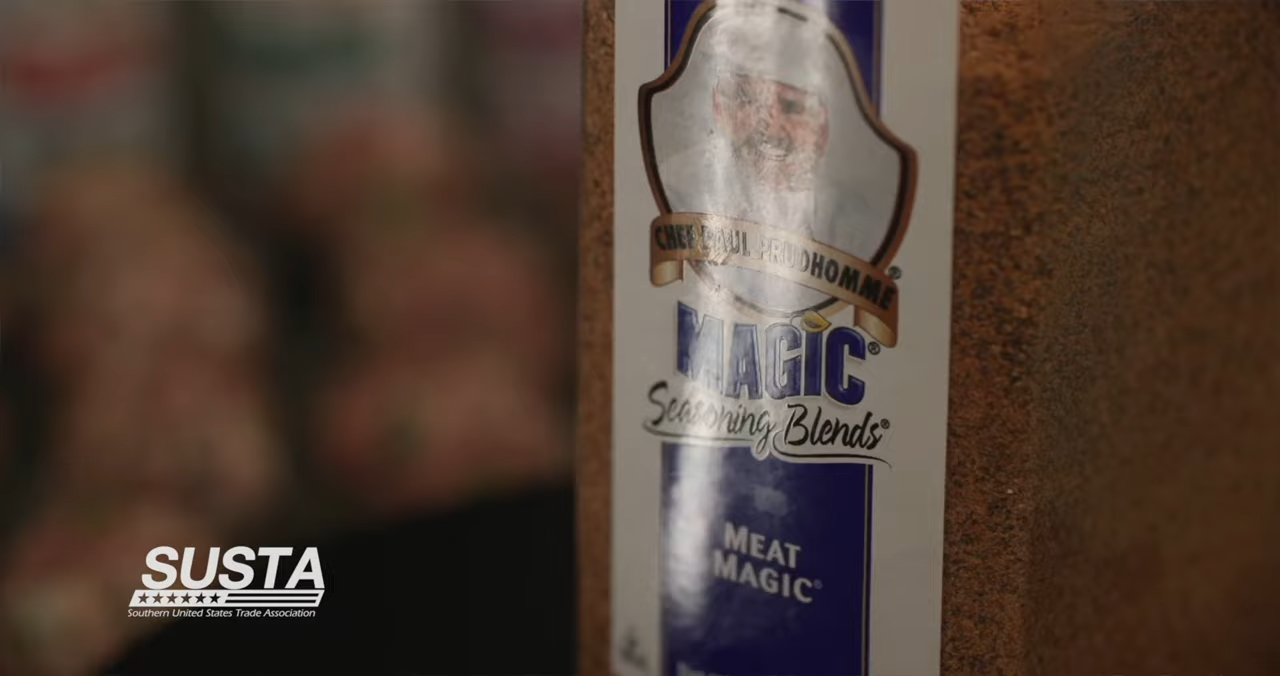 CHEF PAUL PRUDHOMME®
MAGIC®
Seasoning Blends®
MEAT
MAGIC®
SUSTA
Southern United States Trade Association